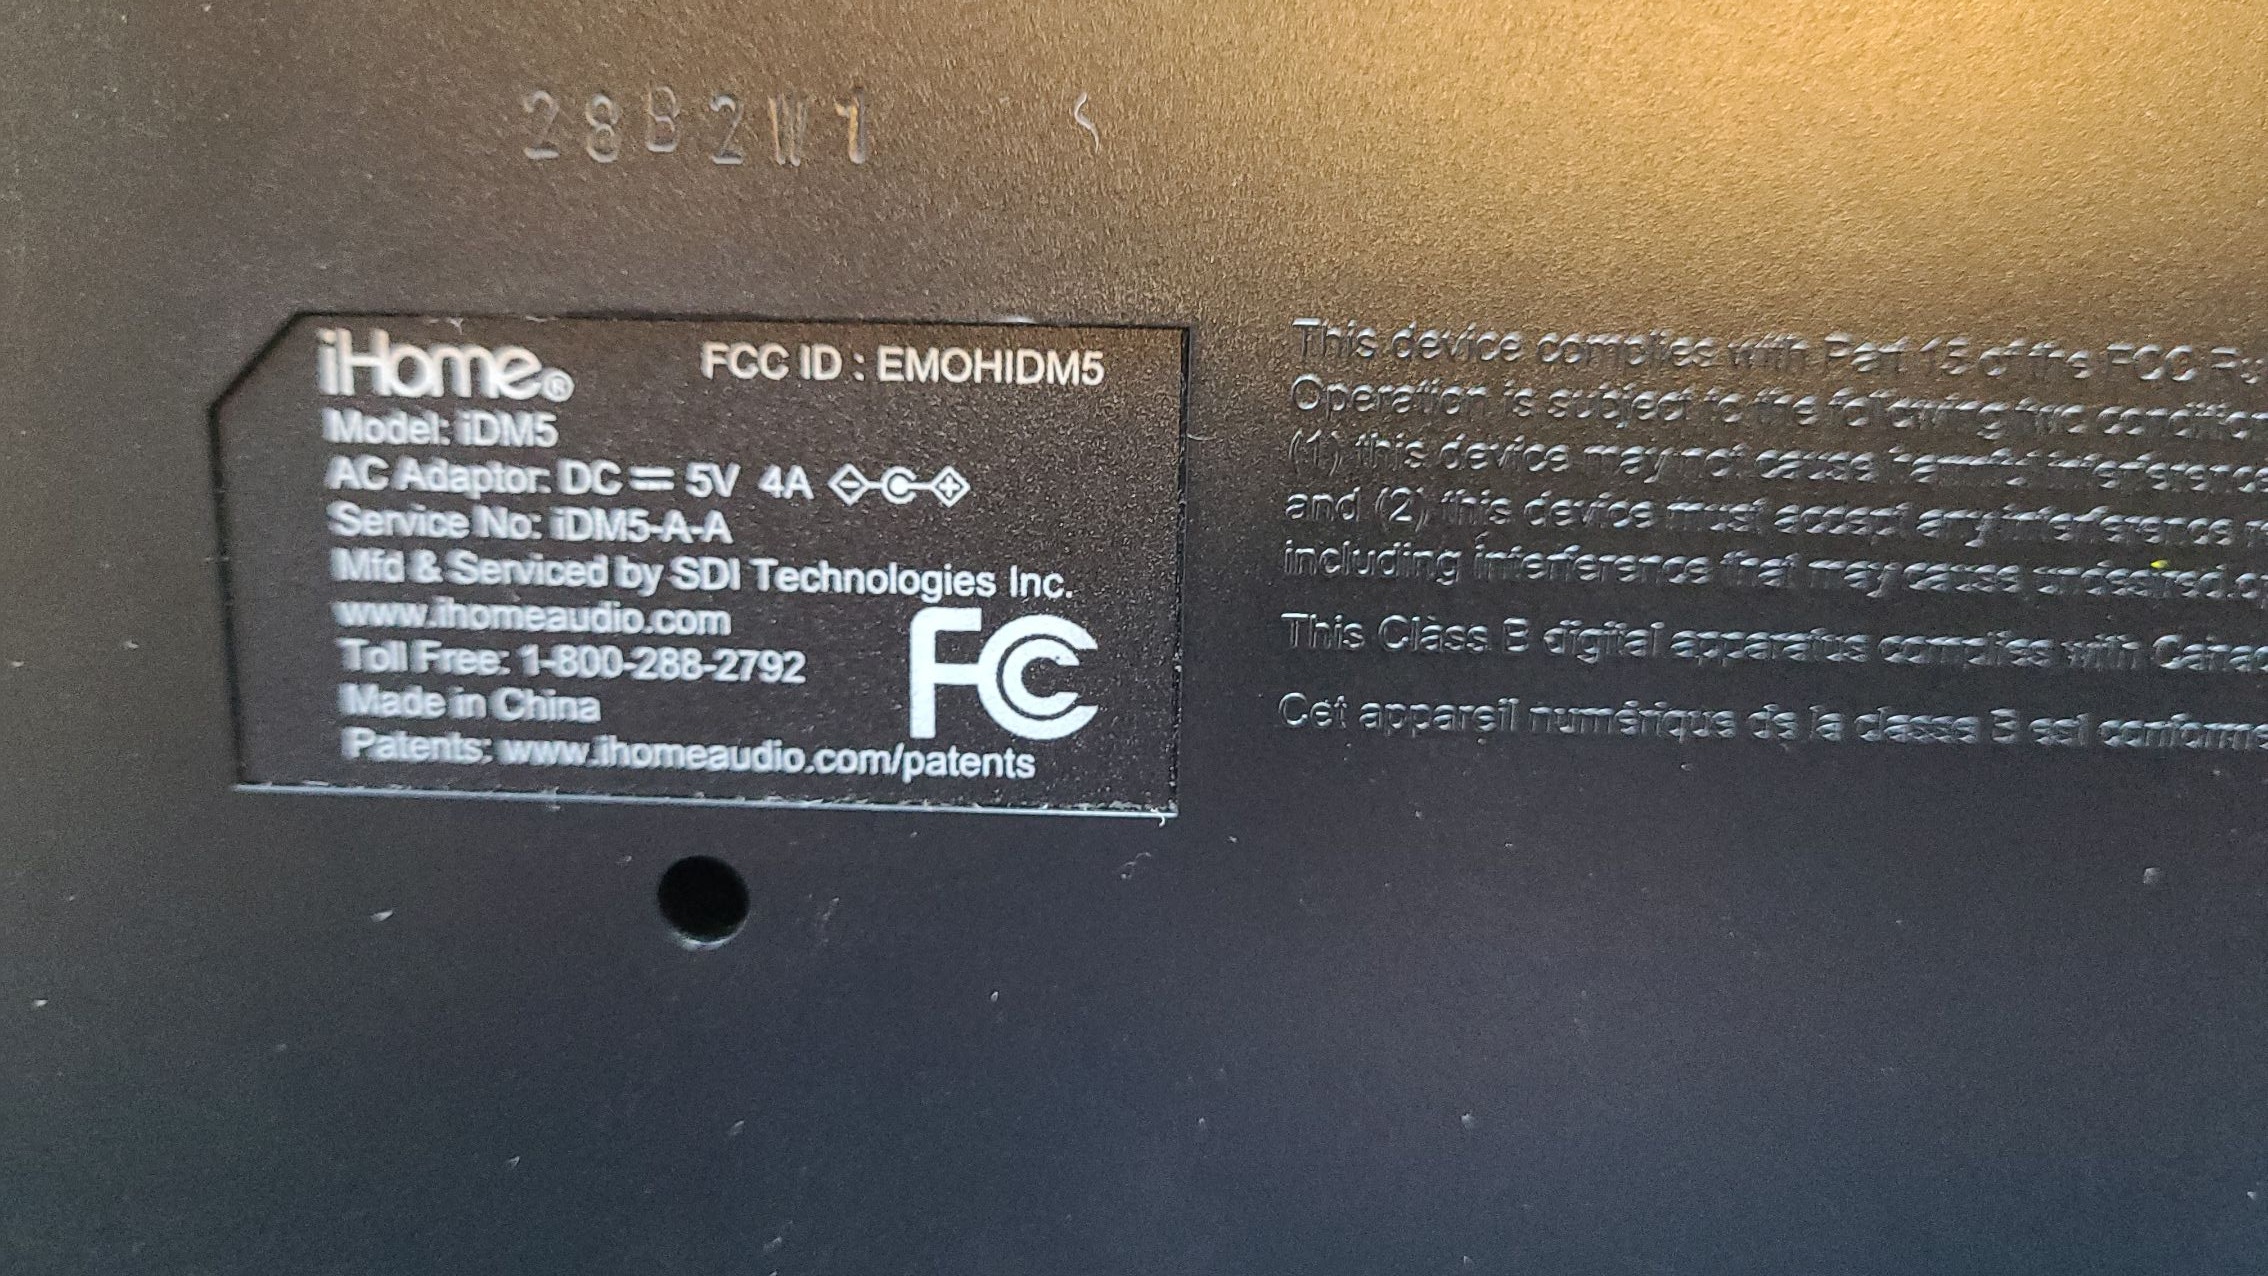 28B2W1
iHome®
FCC ID : EMOHIDM5
Model: iDM5
AC Adaptor: DC 5V 4A
Service No: iDM5-A-A
Mfd & Serviced by SDI Technologies Inc.
www.ihomeaudio.com
Toll Free: 1-800-288-2792
FC
Made in China
Patents: www.ihomeaudio.com/patents
This device complies with Part 15 of the FCC
Operation is subject to the following two
(1) this device may not cause harmful
and (2) this device must accept any interference
including interference that may cause undesired
This Class B digital apparatus complies with
Cet appareil numérique de la classe B est